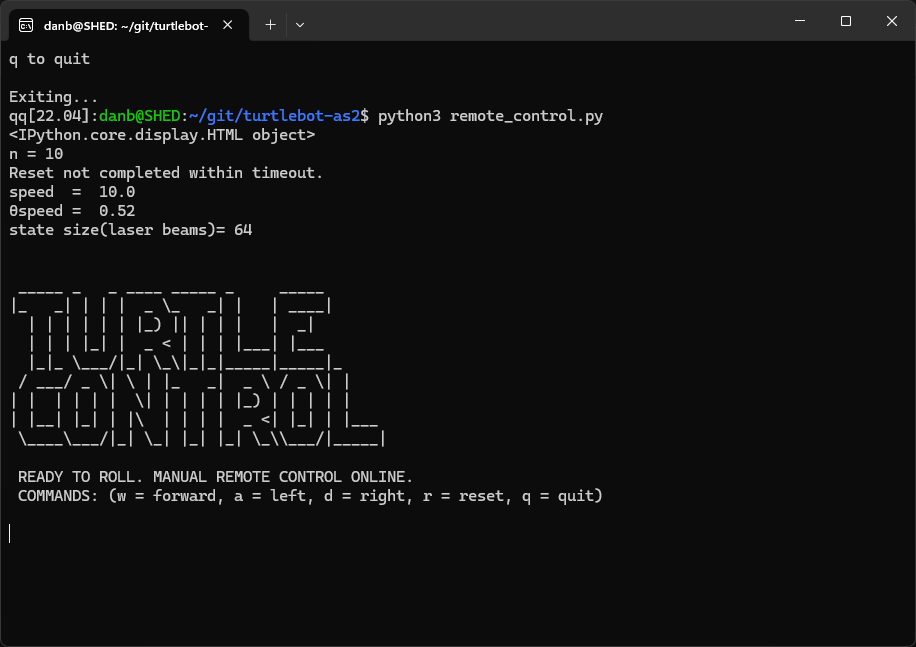 danb@SHED: ~/git/turtlebot-
q to quit
Exiting...
qq[22.04]:danb@SHED:~/git/turtlebot-as2$ python3 remote_control.py
<IPython.core.display.HTML object>
n = 10
Reset not completed within timeout.
speed  =  10.0
θspeed =  0.52
state size(laser beams)= 64
TURTLE
CONTROL
READY TO ROLL. MANUAL REMOTE CONTROL ONLINE.
COMMANDS: (w = forward, a = left, d = right, r = reset, q = quit)